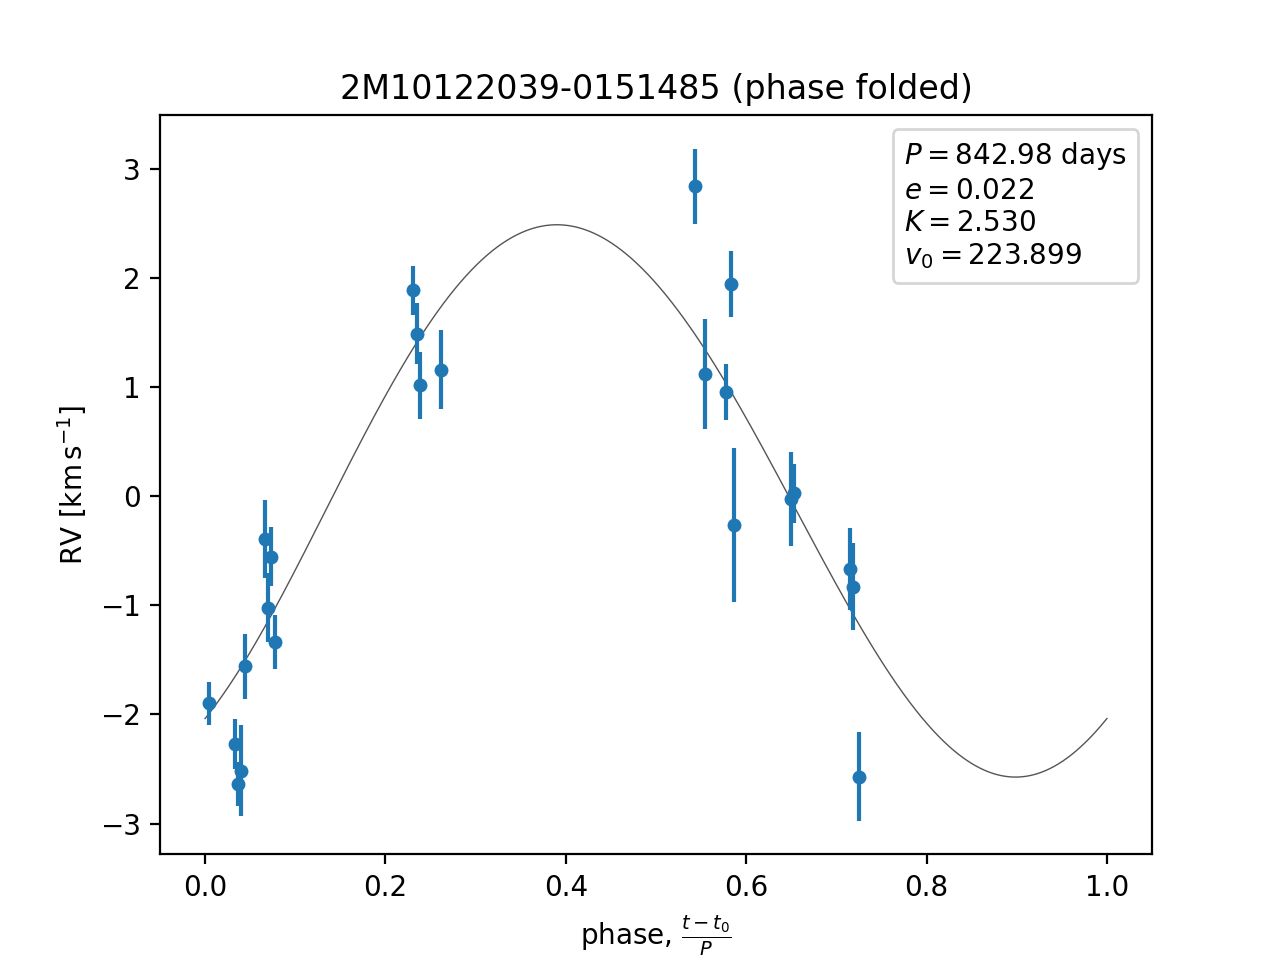 2M10122039-0151485 (phase folded)
P = 842.98 days
e = 0.022
K = 2.530
v₀ = 223.899
RV [km s⁻¹]
3
2
1
0
−1
−2
−3
0.0 0.2 0.4 0.6 0.8 1.0
phase, (t − t₀)/P